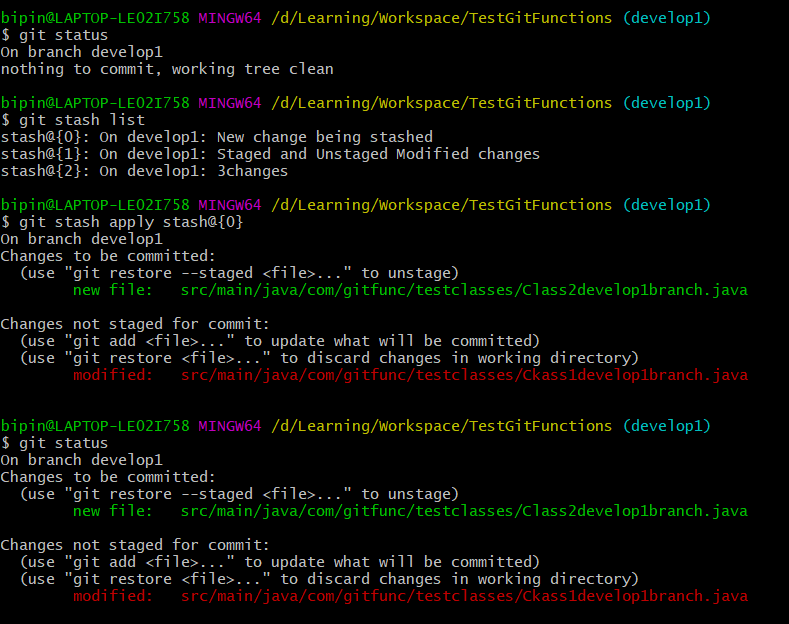 bipin@LAPTOP-LE02I758 MINGW64 /d/Learning/Workspace/TestGitFunctions (develop1)
$ git status
On branch develop1
nothing to commit, working tree clean
bipin@LAPTOP-LE02I758 MINGW64 /d/Learning/Workspace/TestGitFunctions (develop1)
$ git stash list
stash@{0}: On develop1: New change being stashed
stash@{1}: On develop1: Staged and Unstaged Modified changes
stash@{2}: On develop1: 3changes
bipin@LAPTOP-LE02I758 MINGW64 /d/Learning/Workspace/TestGitFunctions (develop1)
$ git stash apply stash@{0}
On branch develop1
Changes to be committed:
(use "git restore --staged <file>..." to unstage)
new file: src/main/java/com/gitfunc/testclasses/Class2develop1branch.java
Changes not staged for commit:
(use "git add <file>..." to update what will be committed)
(use "git restore <file>..." to discard changes in working directory)
modified: src/main/java/com/gitfunc/testclasses/Ckass1develop1branch.java
bipin@LAPTOP-LE02I758 MINGW64 /d/Learning/Workspace/TestGitFunctions (develop1)
$ git status
On branch develop1
Changes to be committed:
(use "git restore --staged <file>..." to unstage)
new file: src/main/java/com/gitfunc/testclasses/Class2develop1branch.java
Changes not staged for commit:
(use "git add <file>..." to update what will be committed)
(use "git restore <file>..." to discard changes in working directory)
modified: src/main/java/com/gitfunc/testclasses/Ckass1develop1branch.java